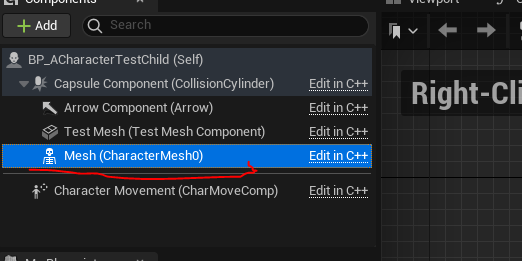 Components
Viewport
+ Add
Search
BP_ACharacterTestChild (Self)
Capsule Component (CollisionCylinder) Edit in C++
Arrow Component (Arrow) Edit in C++
Test Mesh (Test Mesh Component) Edit in C++
Mesh (CharacterMesh0) Edit in C++
Character Movement (CharMoveComp) Edit in C++
Right-Cli